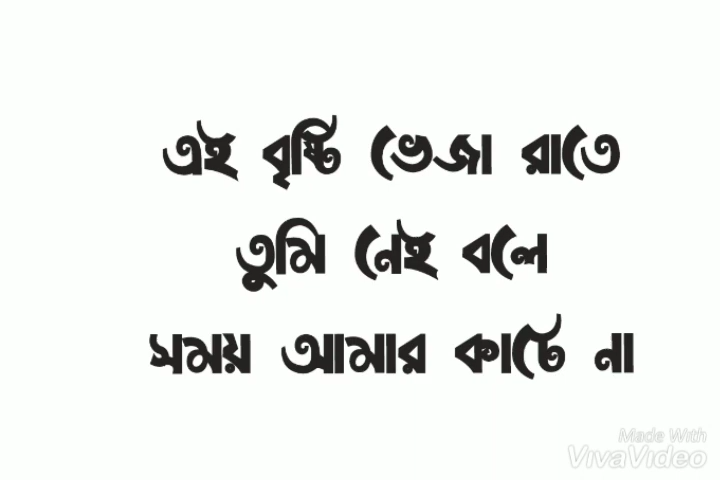 এই বৃষ্টি ভেজা রাতে
তুমি নেই বলে
সময় আমার কাটে না
Made With
VivaVideo